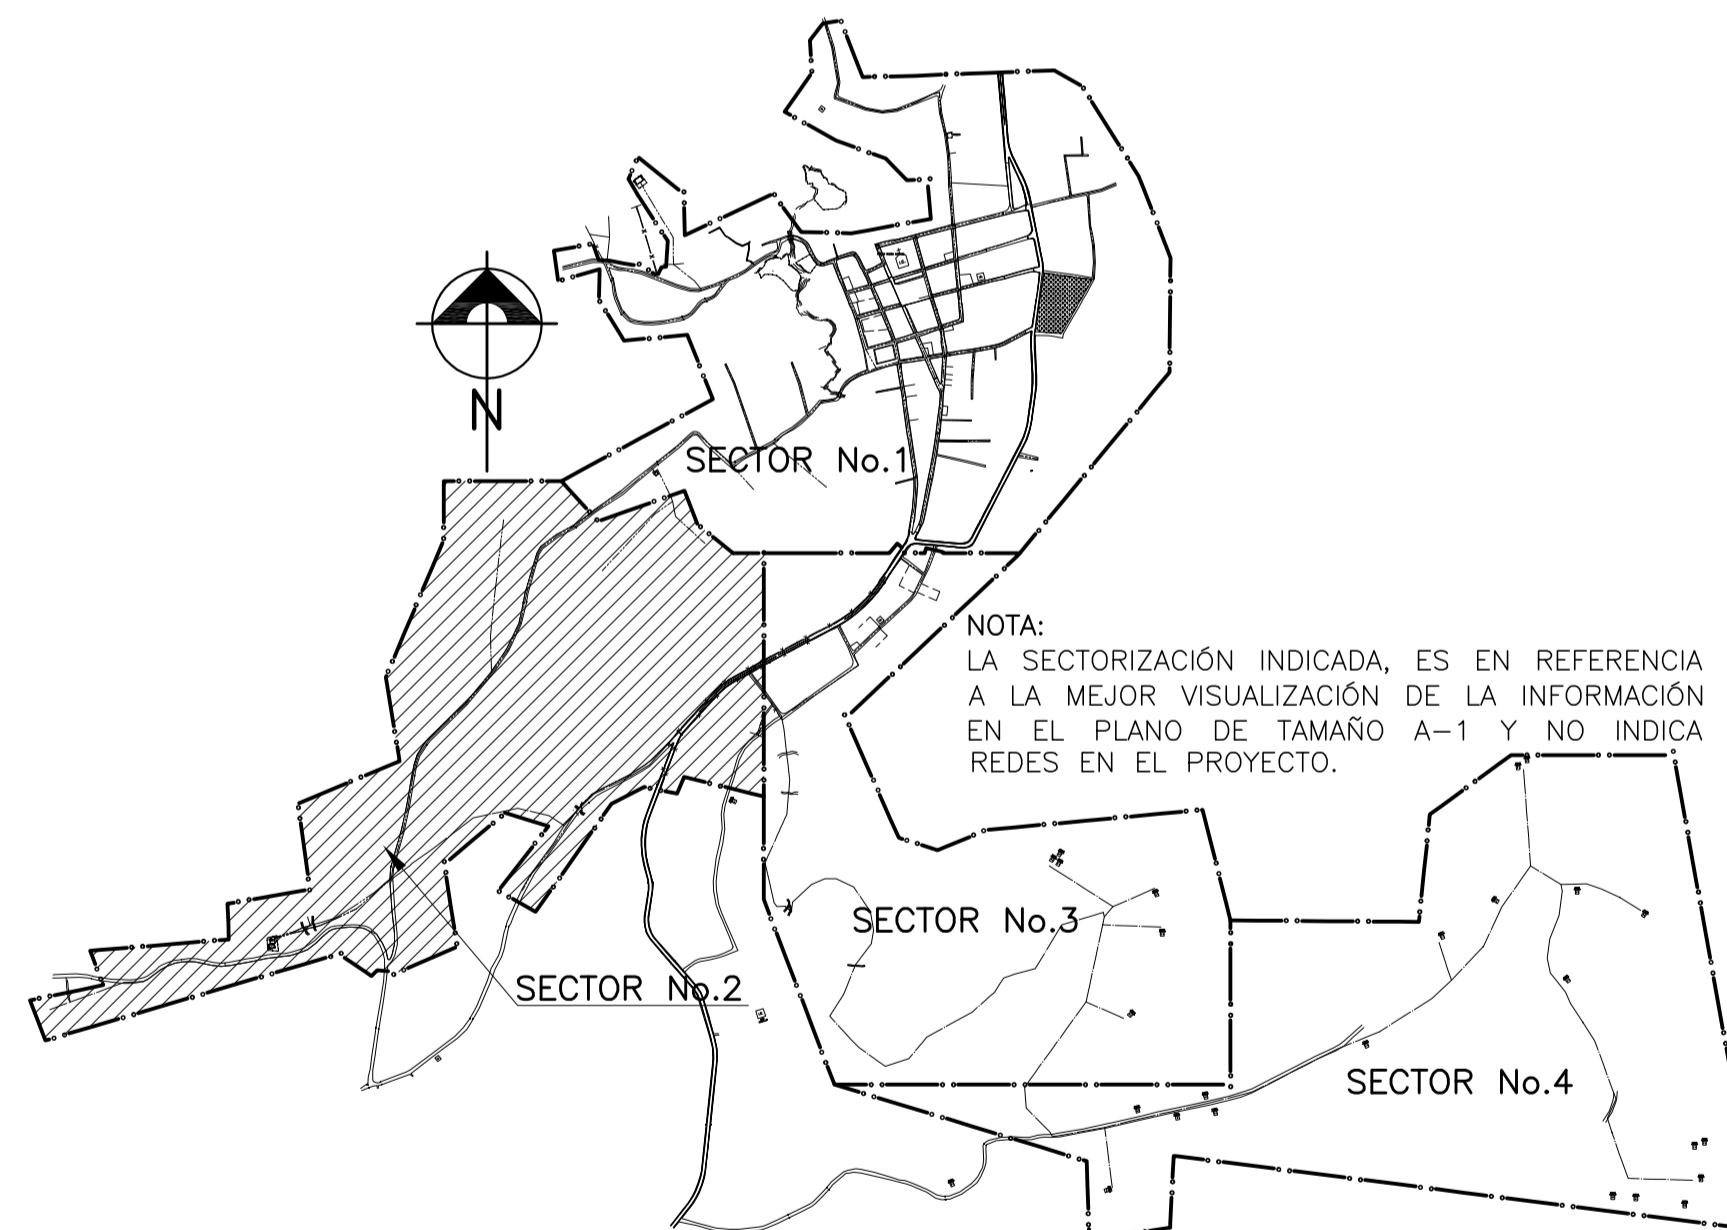 N
SECTOR No.1
NOTA:
LA SECTORIZACIÓN INDICADA, ES EN REFERENCIA
A LA MEJOR VISUALIZACIÓN DE LA INFORMACIÓN
EN EL PLANO DE TAMAÑO A-1 Y NO INDICA
REDES EN EL PROYECTO.
SECTOR No.3
SECTOR No.2
SECTOR No.4